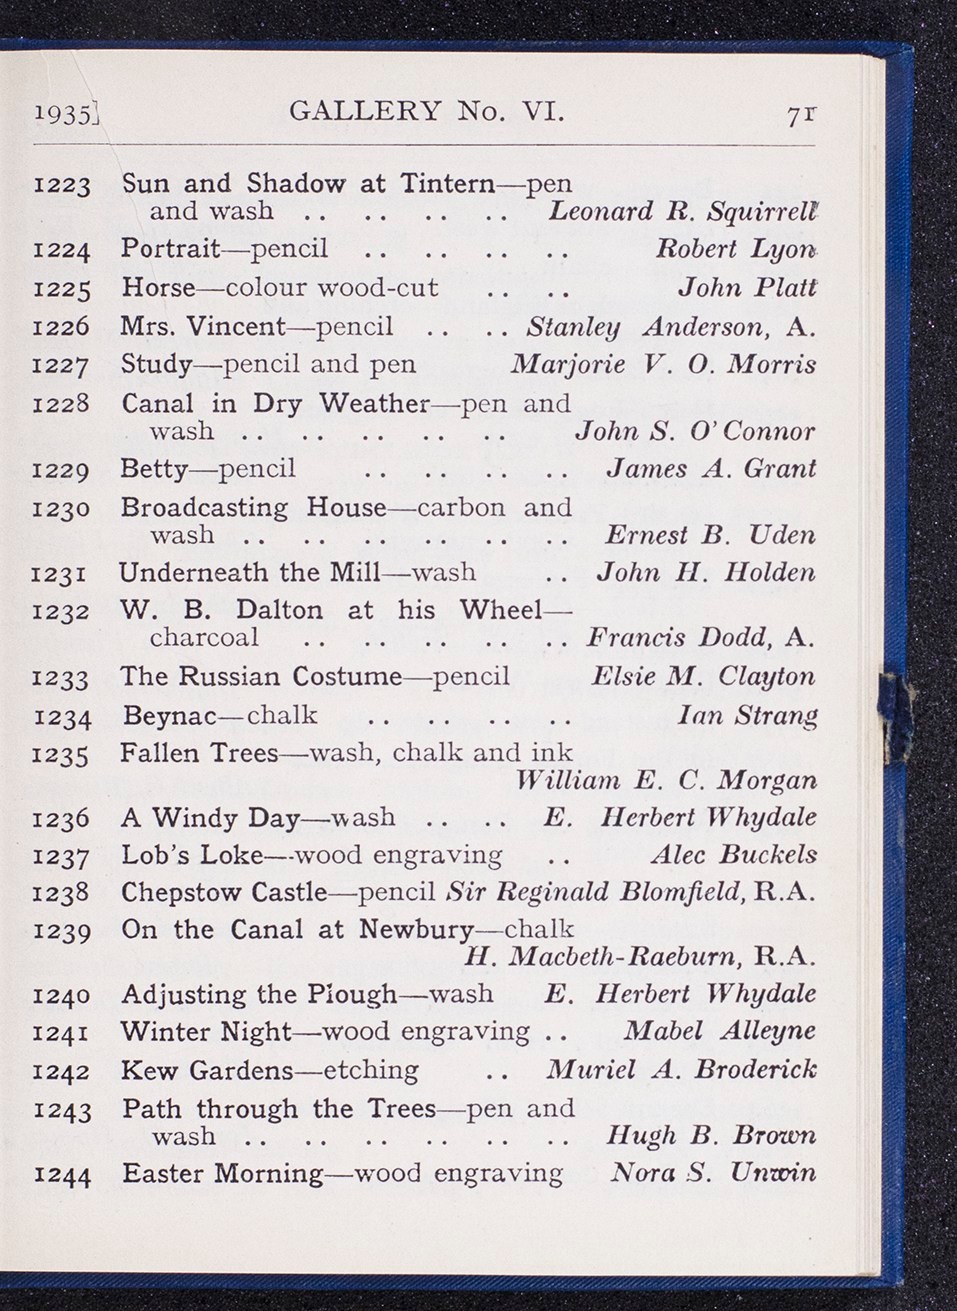 1935]
GALLERY No. VI.
71
1223 Sun and Shadow at Tintern—pen
and wash .. .. .. .. Leonard R. Squirrell
1224 Portrait—pencil .. .. .. .. Robert Lyon
1225 Horse—colour wood-cut .. .. John Platt
1226 Mrs. Vincent—pencil .. .. Stanley Anderson, A.
1227 Study—pencil and pen Marjorie V. O. Morris
1228 Canal in Dry Weather—pen and
wash .. .. .. .. .. John S. O'Connor
1229 Betty—pencil .. .. .. .. James A. Grant
1230 Broadcasting House—carbon and
wash .. .. .. .. .. .. Ernest B. Uden
1231 Underneath the Mill—wash .. John H. Holden
1232 W. B. Dalton at his Wheel—
charcoal .. .. .. .. .. Francis Dodd, A.
1233 The Russian Costume—pencil Elsie M. Clayton
1234 Beynac—chalk .. .. .. .. Ian Strang
1235 Fallen Trees—wash, chalk and ink
William E. C. Morgan
1236 A Windy Day—wash .. .. E. Herbert Whydale
1237 Lob's Loke—wood engraving .. Alec Buckels
1238 Chepstow Castle—pencil Sir Reginald Blomfield, R.A.
1239 On the Canal at Newbury—chalk
H. Macbeth-Raeburn, R.A.
1240 Adjusting the Plough—wash E. Herbert Whydale
1241 Winter Night—wood engraving .. Mabel Alleyne
1242 Kew Gardens—etching .. Muriel A. Broderick
1243 Path through the Trees—pen and
wash .. .. .. .. .. .. Hugh B. Brown
1244 Easter Morning—wood engraving Nora S. Unwin